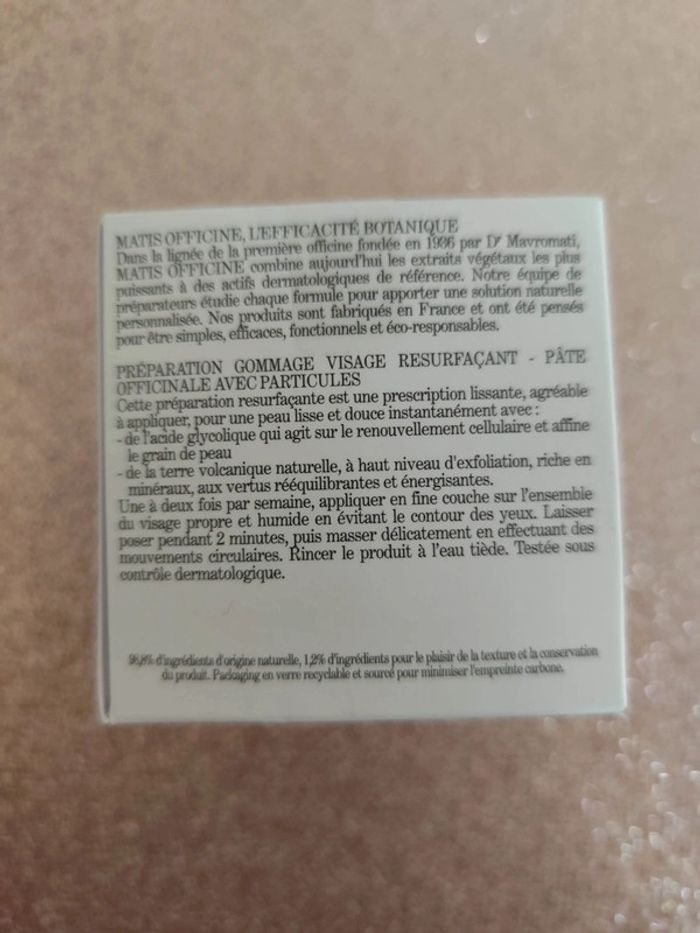 MATIS OFFICINE, L'EFFICACITÉ BOTANIQUE
Dans la lignée de la première officine fondée en 1936 par Dr Mavromati,
MATIS OFFICINE combine aujourd'hui les extraits végétaux les plus
puissants à des actifs dermatologiques de référence. Notre équipe de
préparateurs étudie chaque formule pour apporter une solution naturelle
personnalisée. Nos produits sont fabriqués en France et ont été pensés
pour être simples, efficaces, fonctionnels et éco-responsables.
PRÉPARATION GOMMAGE VISAGE RESURFAÇANT - PÂTE
OFFICINALE AVEC PARTICULES
Cette préparation resurfaçante est une prescription lissante, agréable
à appliquer, pour une peau lisse et douce instantanément avec :
- de l'acide glycolique qui agit sur le renouvellement cellulaire et affine
le grain de peau
- de la terre volcanique naturelle, à haut niveau d'exfoliation, riche en
minéraux, aux vertus rééquilibrantes et énergisantes.
Une à deux fois par semaine, appliquer en fine couche sur l'ensemble
du visage propre et humide en évitant le contour des yeux. Laisser
poser pendant 2 minutes, puis masser délicatement en effectuant des
mouvements circulaires. Rincer le produit à l'eau tiède. Testée sous
contrôle dermatologique.
98,8% d'ingrédients d'origine naturelle, 1,2% d'ingrédients pour le plaisir de la texture et la conservation
du produit. Packaging en verre recyclable et sourcé pour minimiser l'empreinte carbone.